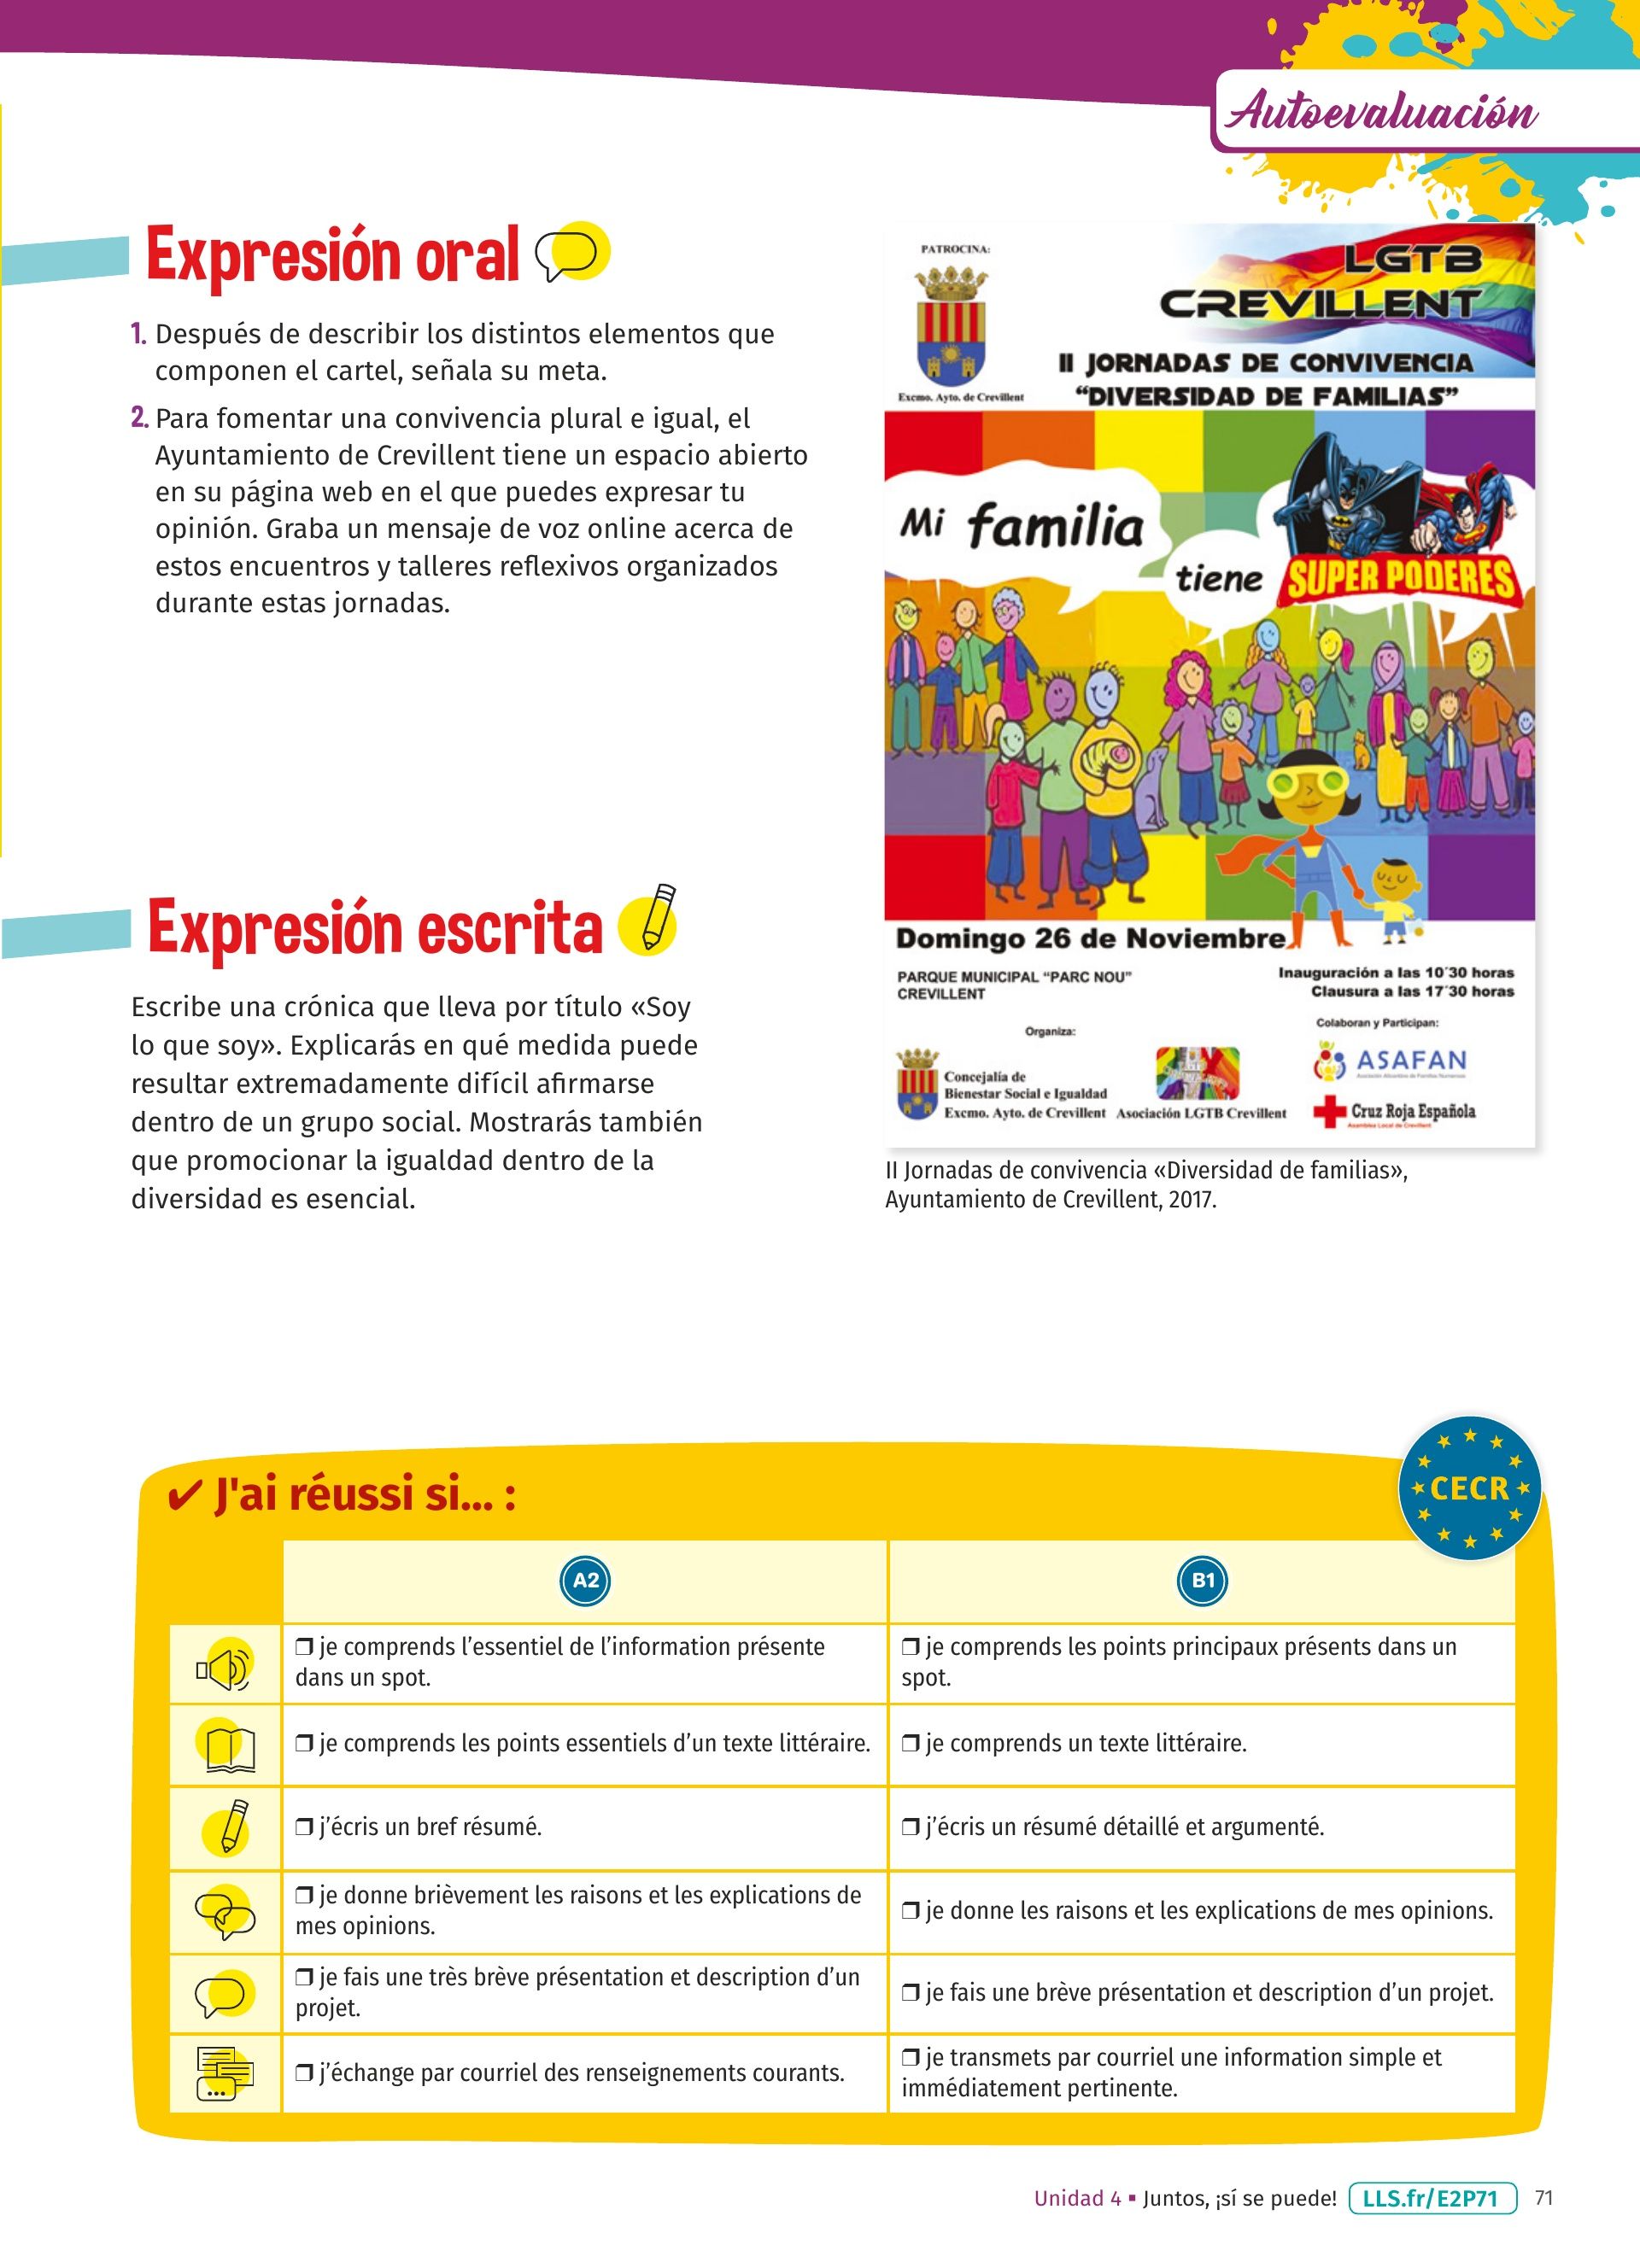 Autoevaluación
Expresión oral
1. Después de describir los distintos elementos que
componen el cartel, señala su meta.
2. Para fomentar una convivencia plural e igual, el
Ayuntamiento de Crevillent tiene un espacio abierto
en su página web en el que puedes expresar tu
opinión. Graba un mensaje de voz online acerca de
estos encuentros y talleres reflexivos organizados
durante estas jornadas.
Expresión escrita
Escribe una crónica que lleva por título «Soy
lo que soy». Explicarás en qué medida puede
resultar extremadamente difícil afirmarse
dentro de un grupo social. Mostrarás también
que promocionar la igualdad dentro de la
diversidad es esencial.
PATROCINA:
Excmo. Ayto. de Crevillent
LGTB
CREVILLENT
II JORNADAS DE CONVIVENCIA
“DIVERSIDAD DE FAMILIAS”
Mi familia
tiene
SUPER PODERES
Domingo 26 de Noviembre
PARQUE MUNICIPAL “PARC NOU”
CREVILLENT
Inauguración a las 10´30 horas
Clausura a las 17´30 horas
Organiza:
Concejalía de
Bienestar Social e Igualdad
Excmo. Ayto. de Crevillent
Asociación LGTB Crevillent
Colaboran y Participan:
ASAFAN
Cruz Roja Española
Asamblea Local de Crevillent
II Jornadas de convivencia «Diversidad de familias»,
Ayuntamiento de Crevillent, 2017.
✔ J'ai réussi si... :
CECR
A2
B1
❒ je comprends l’essentiel de l’information présente
dans un spot.
❒ je comprends les points principaux présents dans un
spot.
❒ je comprends les points essentiels d’un texte littéraire.
❒ je comprends un texte littéraire.
❒ j’écris un bref résumé.
❒ j’écris un résumé détaillé et argumenté.
❒ je donne brièvement les raisons et les explications de
mes opinions.
❒ je donne les raisons et les explications de mes opinions.
❒ je fais une très brève présentation et description d’un
projet.
❒ je fais une brève présentation et description d’un projet.
❒ j’échange par courriel des renseignements courants.
❒ je transmets par courriel une information simple et
immédiatement pertinente.
Unidad 4 ▪ Juntos, ¡sí se puede! LLS.fr/E2P71 71